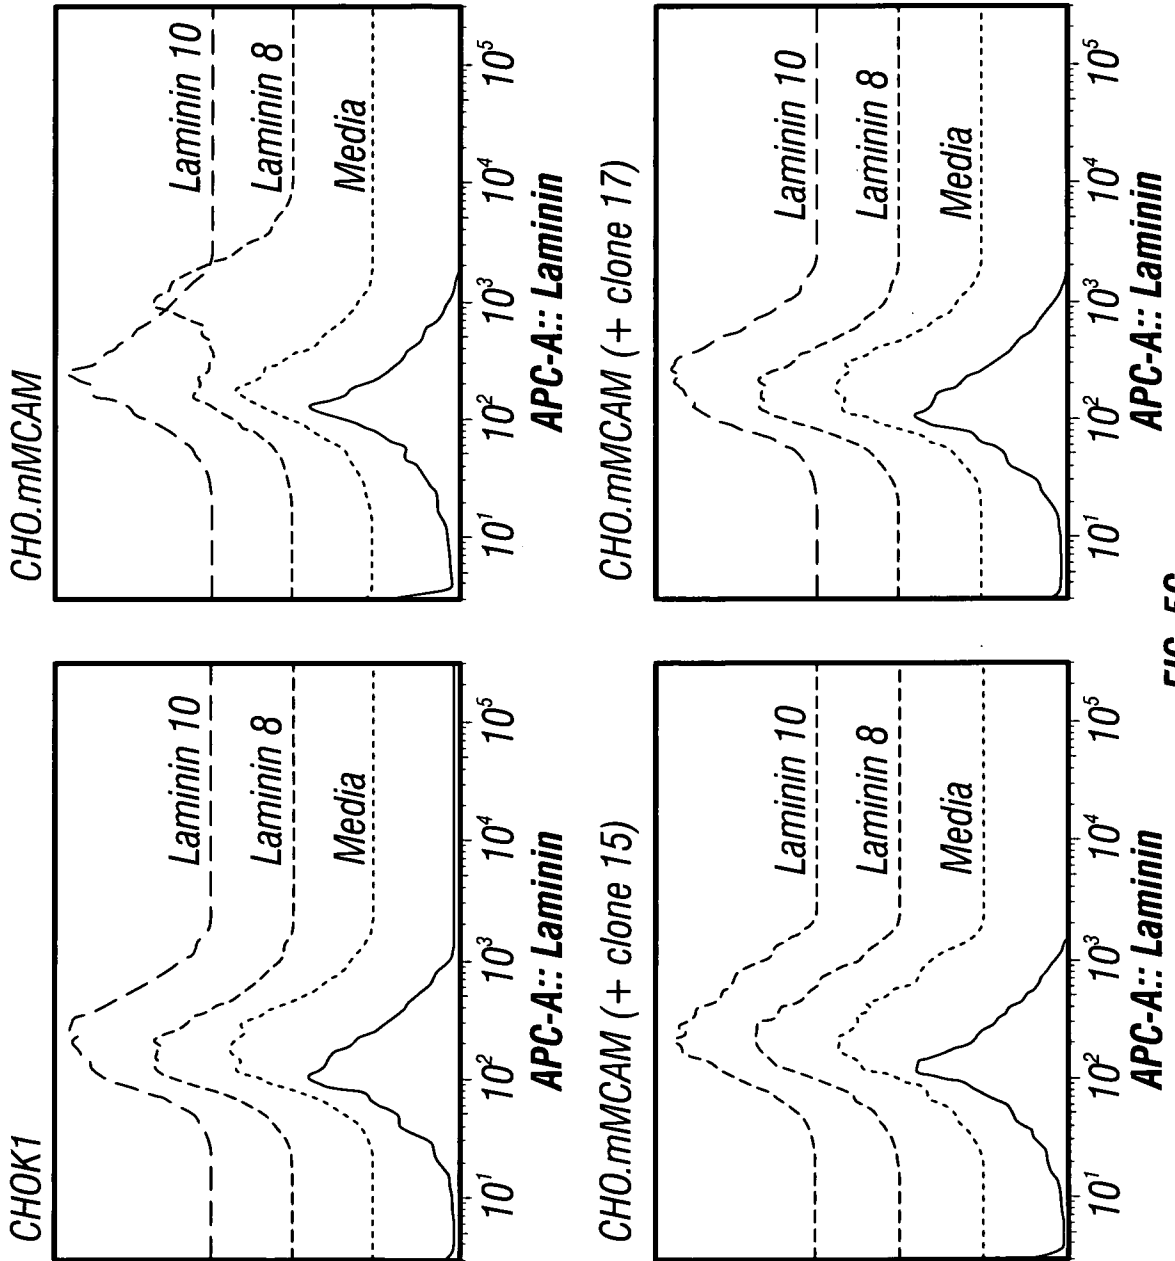 CHOK1
Laminin 10
Laminin 8
Media
10¹ 10² 10³ 10⁴ 10⁵
APC-A:: Laminin
CHO.mMCAM
Laminin 10
Laminin 8
Media
10¹ 10² 10³ 10⁴ 10⁵
APC-A:: Laminin
CHO.mMCAM (+ clone 15)
Laminin 10
Laminin 8
Media
10¹ 10² 10³ 10⁴ 10⁵
APC-A:: Laminin
CHO.mMCAM (+ clone 17)
Laminin 10
Laminin 8
Media
10¹ 10² 10³ 10⁴ 10⁵
APC-A:: Laminin